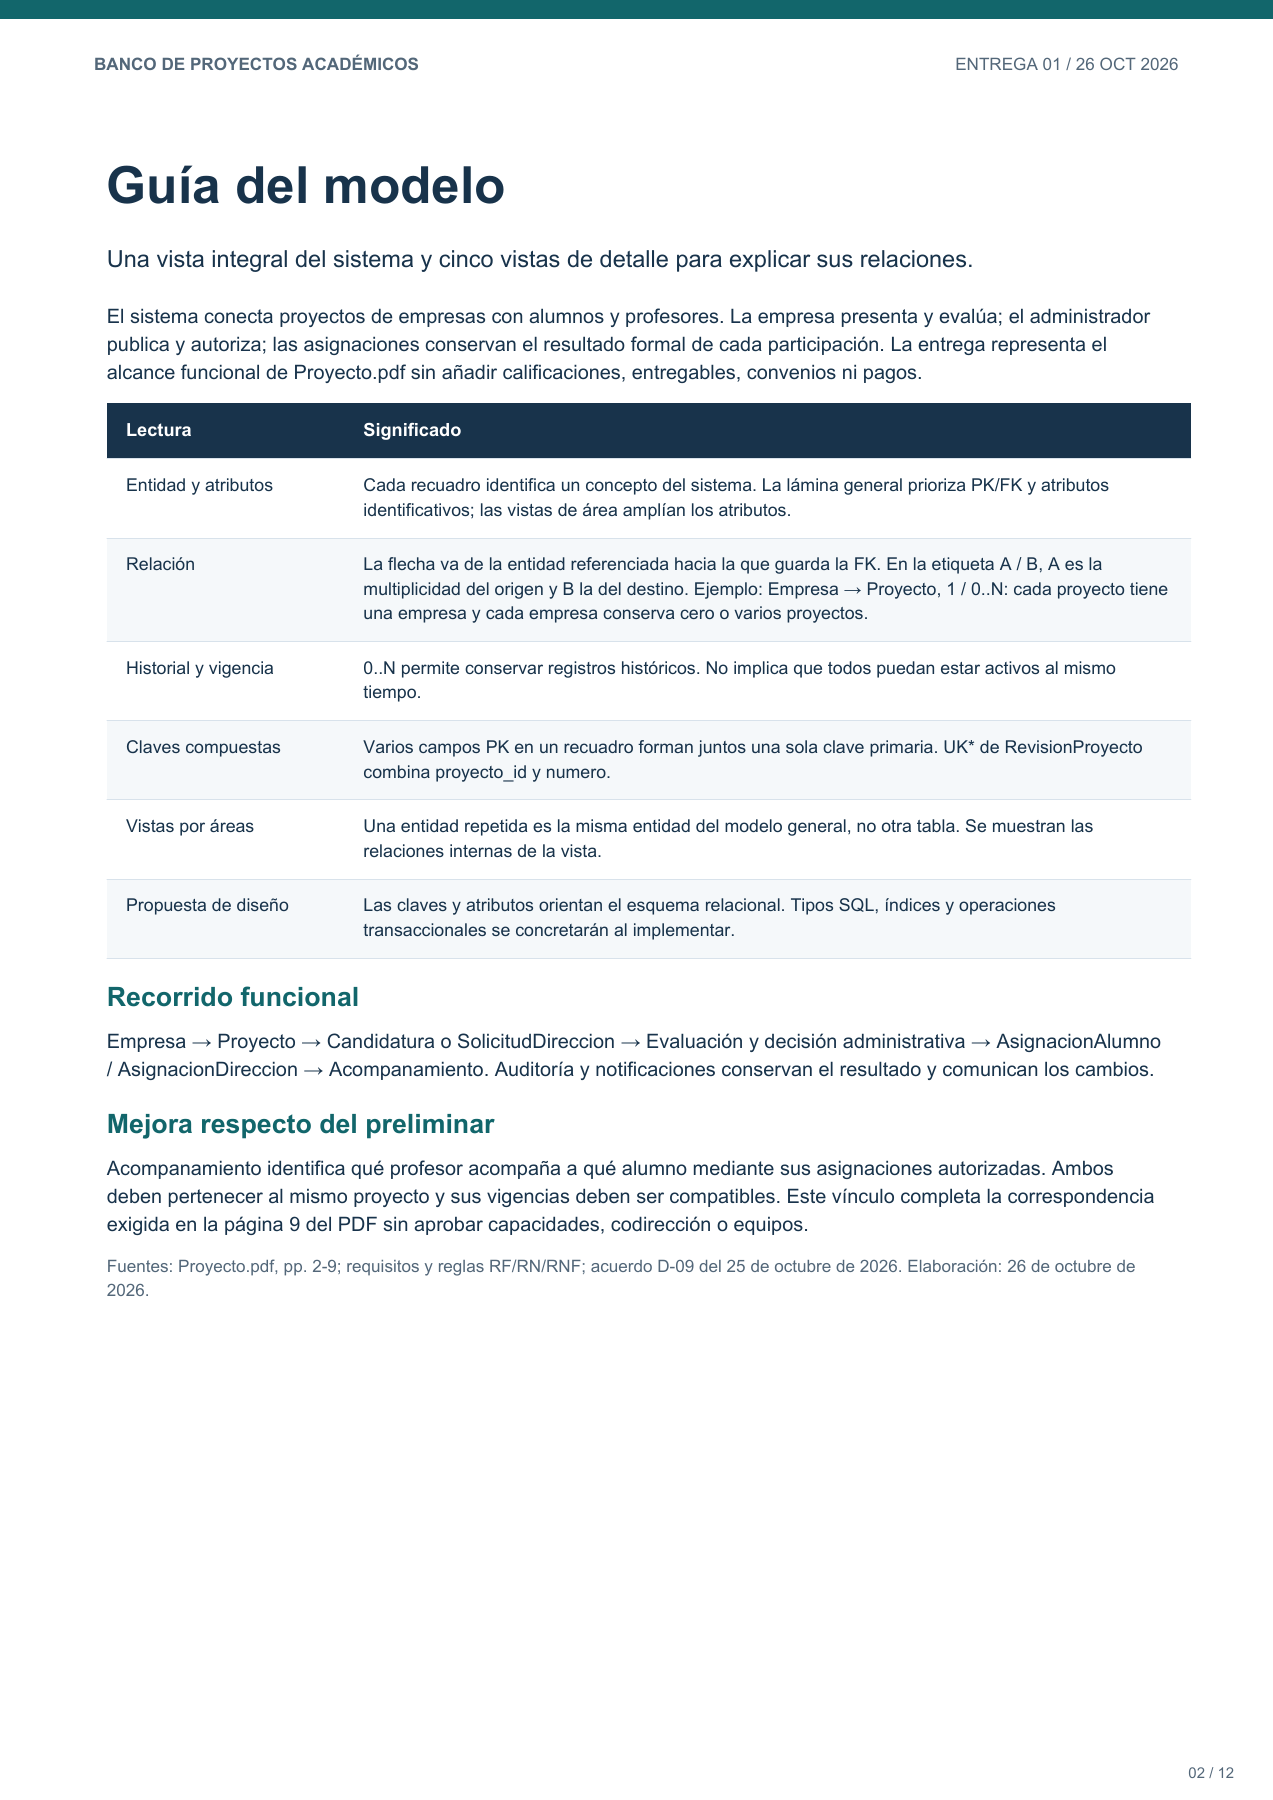 BANCO DE PROYECTOS ACADÉMICOS
ENTREGA 01 / 26 OCT 2026
Guía del modelo
Una vista integral del sistema y cinco vistas de detalle para explicar sus relaciones.
El sistema conecta proyectos de empresas con alumnos y profesores. La empresa presenta y evalúa; el administrador
publica y autoriza; las asignaciones conservan el resultado formal de cada participación. La entrega representa el
alcance funcional de Proyecto.pdf sin añadir calificaciones, entregables, convenios ni pagos.
Lectura
Significado
Entidad y atributos
Cada recuadro identifica un concepto del sistema. La lámina general prioriza PK/FK y atributos
identificativos; las vistas de área amplían los atributos.
Relación
La flecha va de la entidad referenciada hacia la que guarda la FK. En la etiqueta A / B, A es la
multiplicidad del origen y B la del destino. Ejemplo: Empresa → Proyecto, 1 / 0..N: cada proyecto tiene
una empresa y cada empresa conserva cero o varios proyectos.
Historial y vigencia
0..N permite conservar registros históricos. No implica que todos puedan estar activos al mismo
tiempo.
Claves compuestas
Varios campos PK en un recuadro forman juntos una sola clave primaria. UK* de RevisionProyecto
combina proyecto_id y numero.
Vistas por áreas
Una entidad repetida es la misma entidad del modelo general, no otra tabla. Se muestran las
relaciones internas de la vista.
Propuesta de diseño
Las claves y atributos orientan el esquema relacional. Tipos SQL, índices y operaciones
transaccionales se concretarán al implementar.
Recorrido funcional
Empresa → Proyecto → Candidatura o SolicitudDireccion → Evaluación y decisión administrativa → AsignacionAlumno
/ AsignacionDireccion → Acompanamiento. Auditoría y notificaciones conservan el resultado y comunican los cambios.
Mejora respecto del preliminar
Acompanamiento identifica qué profesor acompaña a qué alumno mediante sus asignaciones autorizadas. Ambos
deben pertenecer al mismo proyecto y sus vigencias deben ser compatibles. Este vínculo completa la correspondencia
exigida en la página 9 del PDF sin aprobar capacidades, codirección o equipos.
Fuentes: Proyecto.pdf, pp. 2-9; requisitos y reglas RF/RN/RNF; acuerdo D-09 del 25 de octubre de 2026. Elaboración: 26 de octubre de
2026.
02 / 12